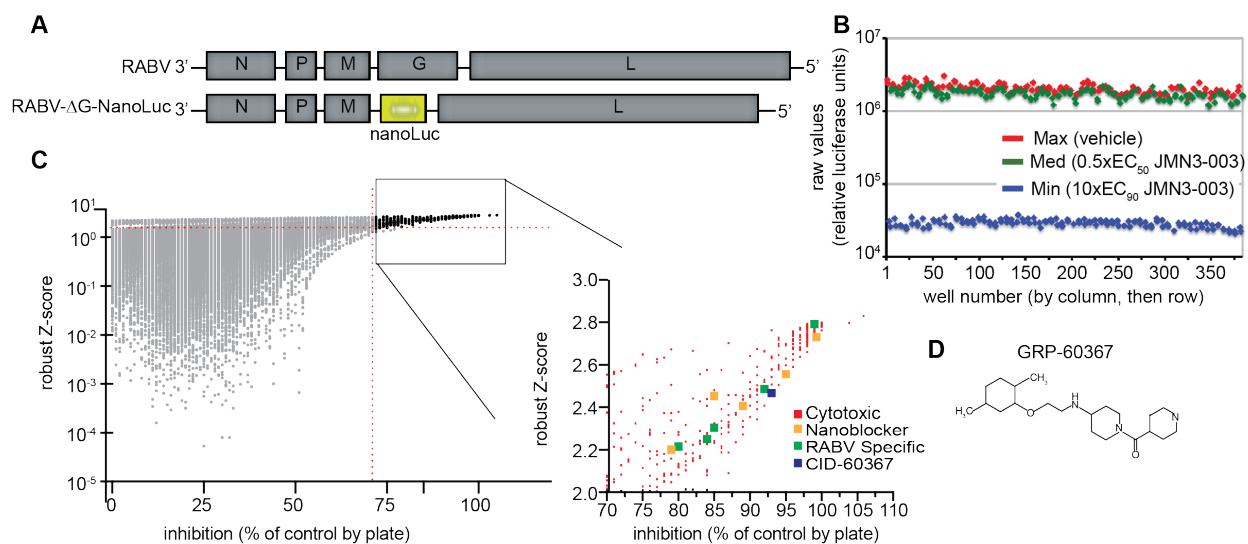 A
RABV 3’ N P M G L 5’
RABV-ΔG-NanoLuc 3’ N P M L 5’
nanoLuc
B
raw values
(relative luciferase units)
10⁷
10⁶
10⁵
10⁴
Max (vehicle)
Med (0.5xEC₅₀ JMN3-003)
Min (10xEC₉₀ JMN3-003)
1 50 100 150 200 250 300 350
well number (by column, then row)
C
robust Z-score
10¹
10⁰
10⁻¹
10⁻²
10⁻³
10⁻⁴
10⁻⁵
0 25 50 75 100
inhibition (% of control by plate)
robust Z-score
3.0
2.8
2.6
2.4
2.2
2.0
Cytotoxic
Nanoblocker
RABV Specific
CID-60367
70 75 80 85 90 95 100 105 110
inhibition (% of control by plate)
D
GRP-60367
CH₃
H₃C
O
H
N
N
O
N